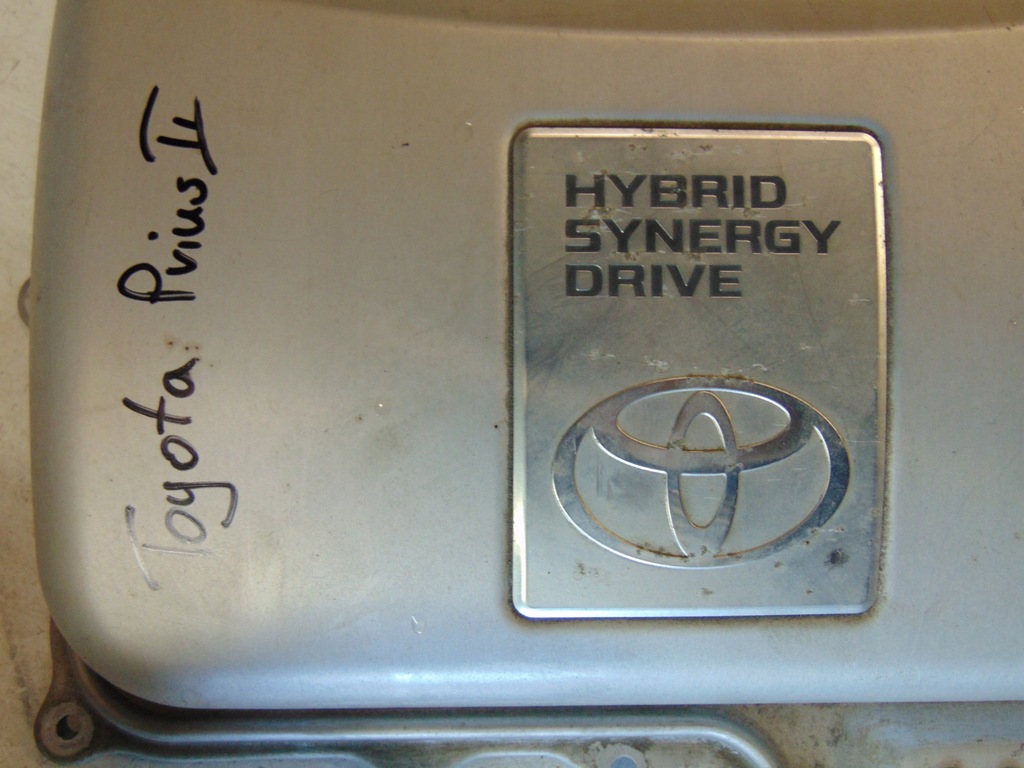 HYBRID
SYNERGY
DRIVE
Toyota Prius II